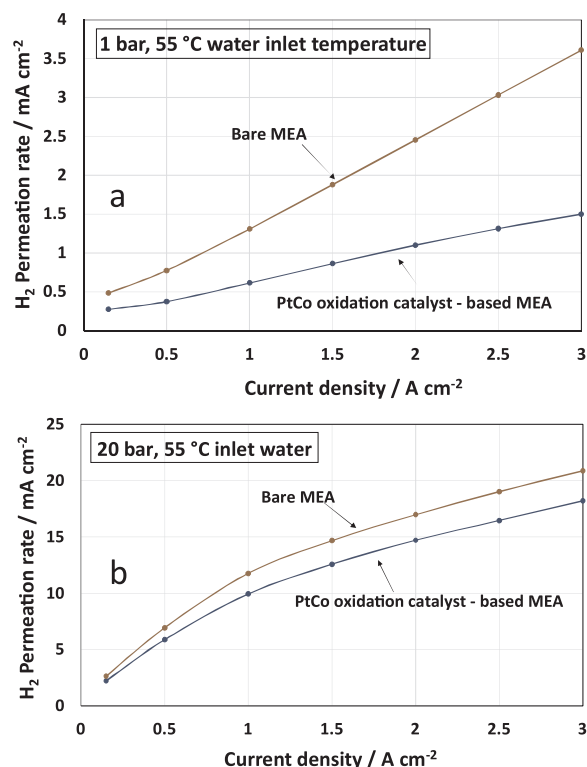 4
1 bar, 55 °C water inlet temperature
3.5
3
2.5
Bare MEA
2
a
1.5
1
PtCo oxidation catalyst - based MEA
0.5
0
H2 Permeation rate / mA cm-2
0 0.5 1 1.5 2 2.5 3
Current density / A cm-2
25
20 bar, 55 °C inlet water
20
Bare MEA
15
b
10
PtCo oxidation catalyst - based MEA
5
0
H2 Permeation rate / mA cm-2
0 0.5 1 1.5 2 2.5 3
Current density / A cm-2